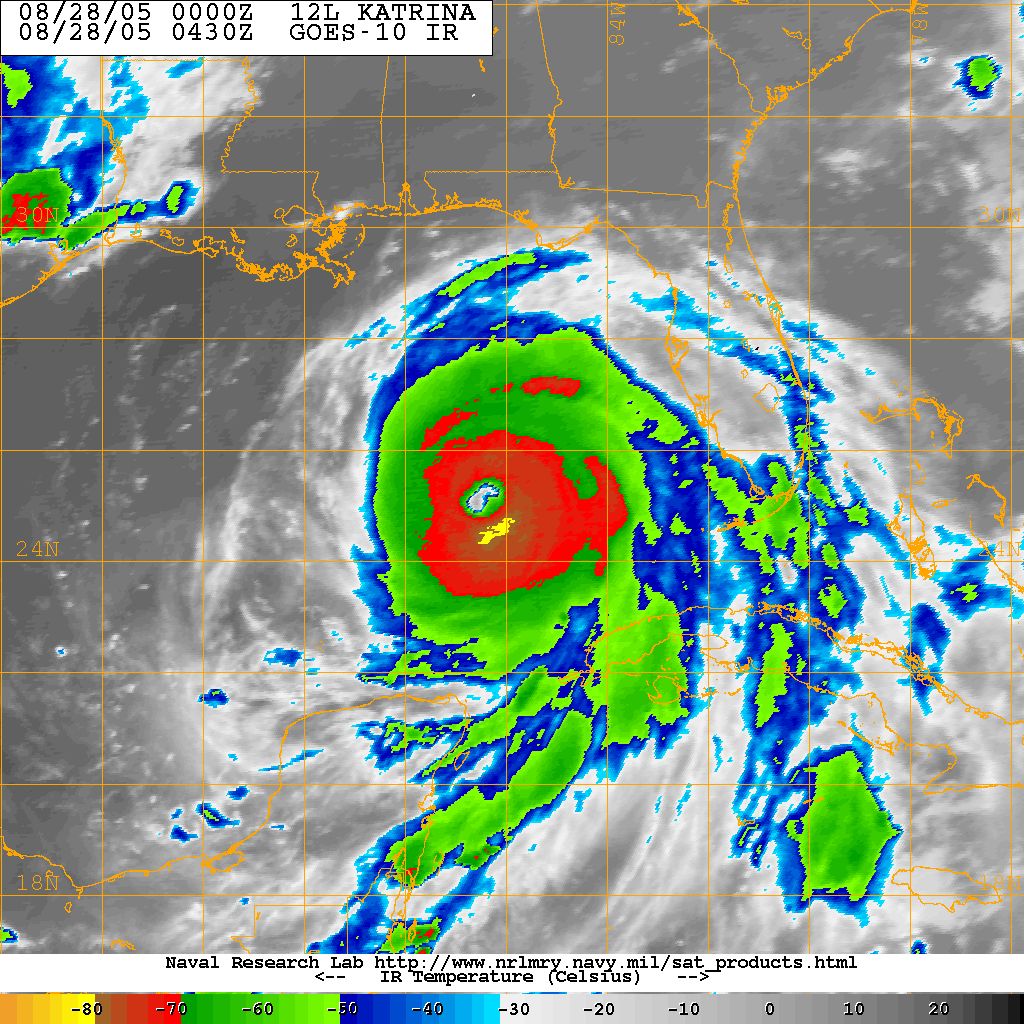 08/28/05 0000Z 12L KATRINA
08/28/05 0430Z GOES-10 IR
84W
78W
30N
30N
24N
24N
18N
18N
Naval Research Lab http://www.nrlmry.navy.mil/sat_products.html
<-- IR Temperature (Celsius) -->
-80 -70 -60 -50 -40 -30 -20 -10 0 10 20